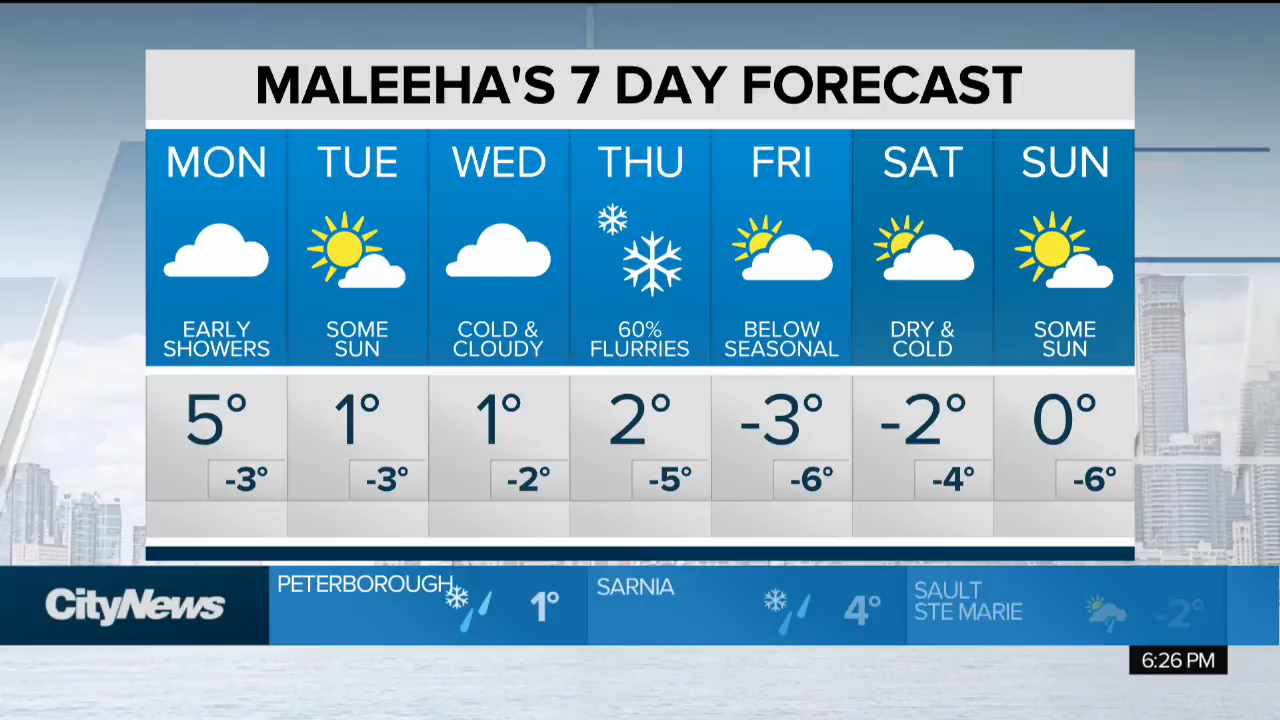 MALEEHA'S 7 DAY FORECAST
MON
TUE
WED
THU
FRI
SAT
SUN
EARLY
SHOWERS
SOME
SUN
COLD &
CLOUDY
60%
FLURRIES
BELOW
SEASONAL
DRY &
COLD
SOME
SUN
5°
1°
1°
2°
-3°
-2°
0°
-3°
-3°
-2°
-5°
-6°
-4°
-6°
CityNews
PETERBOROUGH
1°
SARNIA
4°
SAULT
STE MARIE
-2°
6:26 PM